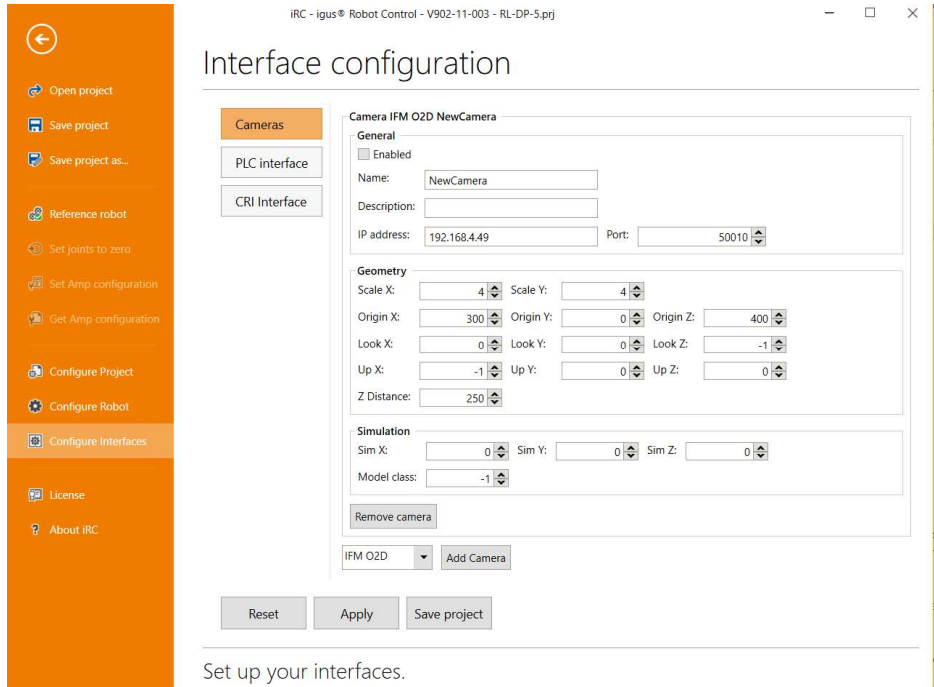 iRC - igus® Robot Control - V902-11-003 - RL-DP-5.prj
Open project
Save project
Save project as...
Reference robot
Set joints to zero
Set Amp configuration
Get Amp configuration
Configure Project
Configure Robot
Configure Interfaces
License
About iRC
Interface configuration
Cameras
PLC interface
CRI Interface
Camera IFM O2D NewCamera
General
Enabled
Name: NewCamera
Description:
IP address: 192.168.4.49 Port: 50010
Geometry
Scale X: 4 Scale Y: 4
Origin X: 300 Origin Y: 0 Origin Z: 400
Look X: 0 Look Y: 0 Look Z: -1
Up X: -1 Up Y: 0 Up Z: 0
Z Distance: 250
Simulation
Sim X: 0 Sim Y: 0 Sim Z: 0
Model class: -1
Remove camera
IFM O2D Add Camera
Reset Apply Save project
Set up your interfaces.